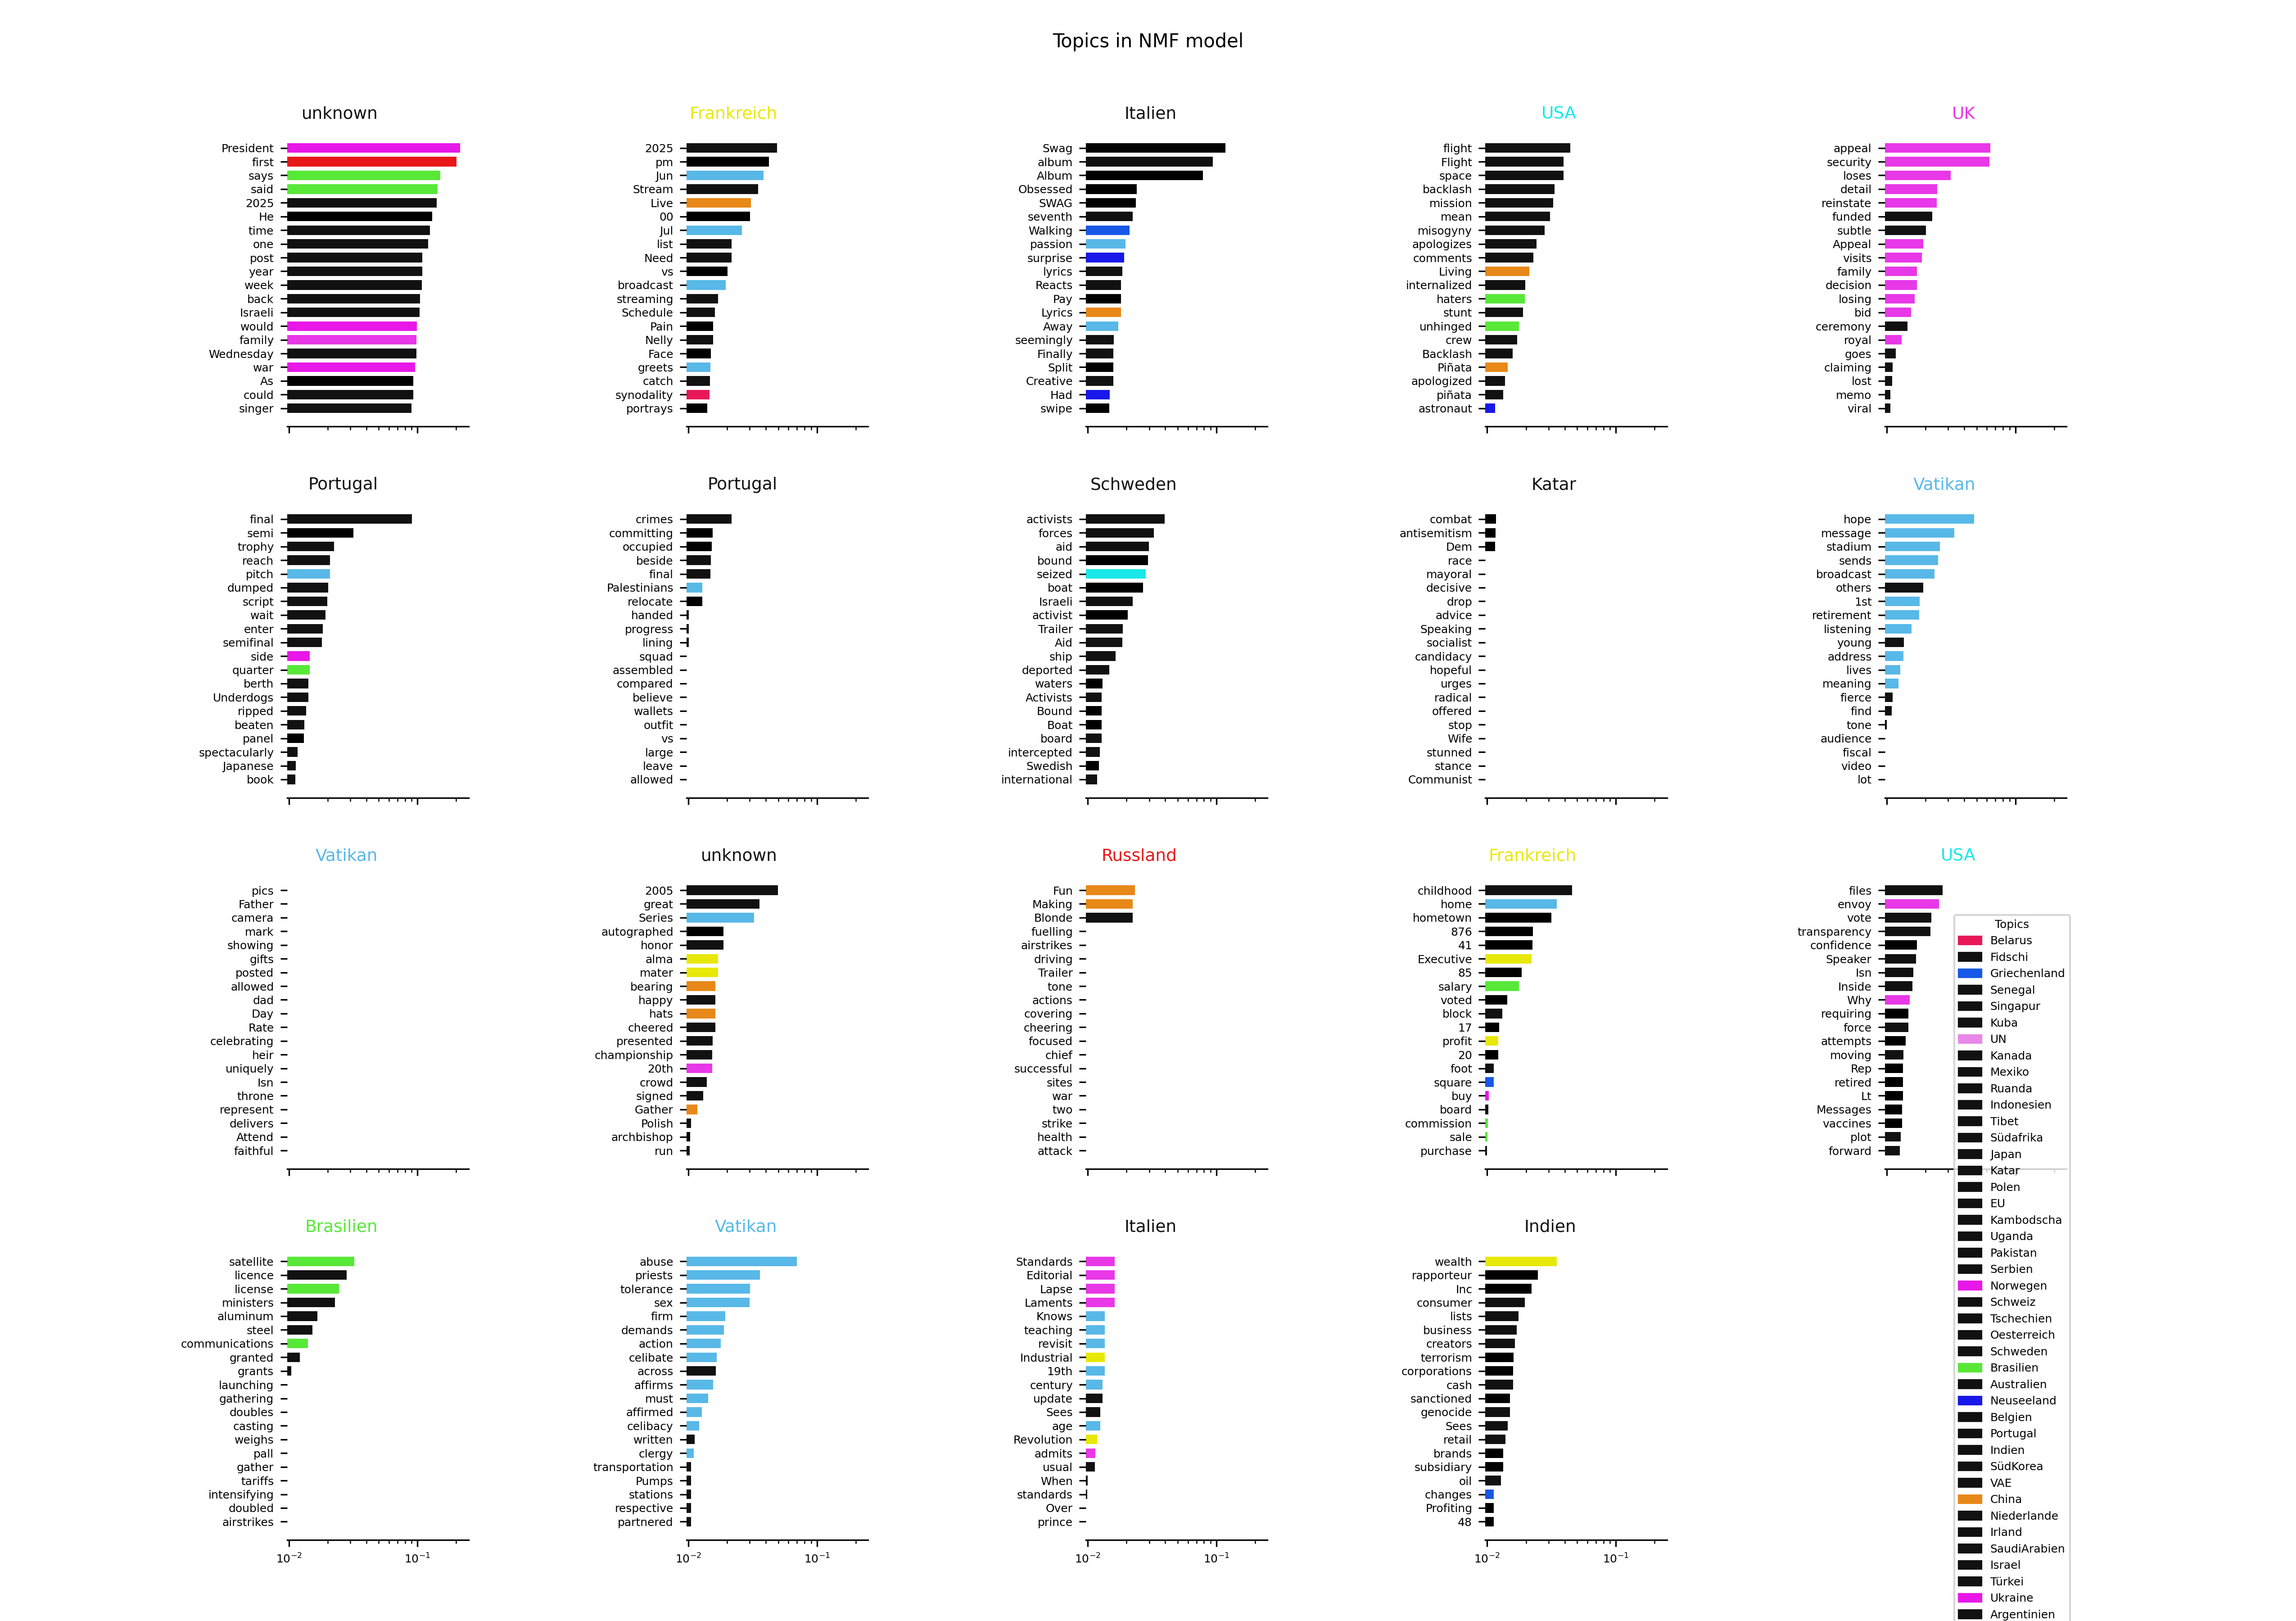 Topics in NMF model
unknown
President
first
says
said
2025
He
time
one
post
year
week
back
Israeli
would
family
Wednesday
war
As
could
singer
Frankreich
2025
pm
Jun
Stream
Live
00
Jul
list
Need
vs
broadcast
streaming
Schedule
Pain
Nelly
Face
greets
catch
synodality
portrays
Italien
Swag
album
Album
Obsessed
SWAG
seventh
Walking
passion
surprise
lyrics
Reacts
Pay
Lyrics
Away
seemingly
Finally
Split
Creative
Had
swipe
USA
flight
Flight
space
backlash
mission
mean
misogyny
apologizes
comments
Living
internalized
haters
stunt
unhinged
crew
Backlash
Piñata
apologized
piñata
astronaut
UK
appeal
security
loses
detail
reinstate
funded
subtle
Appeal
visits
family
decision
losing
bid
ceremony
royal
goes
claiming
lost
memo
viral
Portugal
final
semi
trophy
reach
pitch
dumped
script
wait
enter
semifinal
side
quarter
berth
Underdogs
ripped
beaten
panel
spectacularly
Japanese
book
Portugal
crimes
committing
occupied
beside
final
Palestinians
relocate
handed
progress
lining
squad
assembled
compared
believe
wallets
outfit
vs
large
leave
allowed
Schweden
activists
forces
aid
bound
seized
boat
Israeli
activist
Trailer
Aid
ship
deported
waters
Activists
Bound
Boat
board
intercepted
Swedish
international
Katar
combat
antisemitism
Dem
race
mayoral
decisive
drop
advice
Speaking
socialist
candidacy
hopeful
urges
radical
offered
stop
Wife
stunned
stance
Communist
Vatikan
hope
message
stadium
sends
broadcast
others
1st
retirement
listening
young
address
lives
meaning
fierce
find
tone
audience
fiscal
video
lot
Vatikan
pics
Father
camera
mark
showing
gifts
posted
allowed
dad
Day
Rate
celebrating
heir
uniquely
Isn
throne
represent
delivers
Attend
faithful
unknown
2005
great
Series
autographed
honor
alma
mater
bearing
happy
hats
cheered
presented
championship
20th
crowd
signed
Gather
Polish
archbishop
run
Russland
Fun
Making
Blonde
fuelling
airstrikes
driving
Trailer
tone
actions
covering
cheering
focused
chief
successful
sites
war
two
strike
health
attack
Frankreich
childhood
home
hometown
876
41
Executive
85
salary
voted
block
17
profit
20
foot
square
buy
board
commission
sale
purchase
USA
files
envoy
vote
transparency
confidence
Speaker
Isn
Inside
Why
requiring
force
attempts
moving
Rep
retired
Lt
Messages
vaccines
plot
forward
Brasilien
satellite
licence
license
ministers
aluminum
steel
communications
granted
grants
launching
gathering
doubles
casting
weighs
pall
gather
tariffs
intensifying
doubled
airstrikes
10⁻² 10⁻¹
Vatikan
abuse
priests
tolerance
sex
firm
demands
action
celibate
across
affirms
must
affirmed
celibacy
written
clergy
transportation
Pumps
stations
respective
partnered
10⁻² 10⁻¹
Italien
Standards
Editorial
Lapse
Laments
Knows
teaching
revisit
Industrial
19th
century
update
Sees
age
Revolution
admits
usual
When
standards
Over
prince
10⁻² 10⁻¹
Indien
wealth
rapporteur
Inc
consumer
lists
business
creators
terrorism
corporations
cash
sanctioned
genocide
Sees
retail
brands
subsidiary
oil
changes
Profiting
48
10⁻² 10⁻¹
Topics
Belarus
Fidschi
Griechenland
Senegal
Singapur
Kuba
UN
Kanada
Mexiko
Ruanda
Indonesien
Tibet
Südafrika
Japan
Katar
Polen
EU
Kambodscha
Uganda
Pakistan
Serbien
Norwegen
Schweiz
Tschechien
Oesterreich
Schweden
Brasilien
Australien
Neuseeland
Belgien
Portugal
Indien
SüdKorea
VAE
China
Niederlande
Irland
SaudiArabien
Israel
Türkei
Ukraine
Argentinien